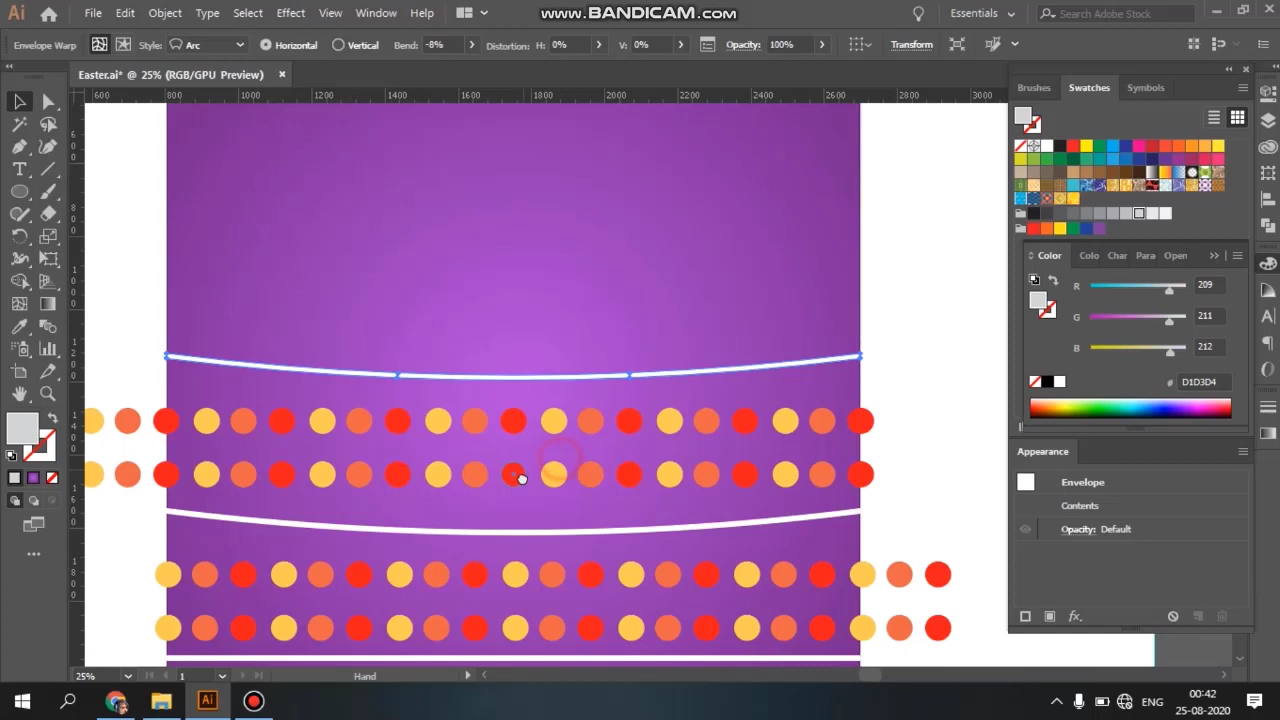 www.BANDICAM.com
Ai File Edit Object Type Select Effect View Window Help Essentials Search Adobe Stock
Envelope Warp Style: Arc Horizontal Vertical Bend: -8% Distortion: H: 0% V: 0% Opacity: 100% Transform
Easter.ai* @ 25% (RGB/GPU Preview)
600 800 1000 1200 1400 1600 1800 2000 2200 2400 2600 2800 3000
Brushes Swatches Symbols
Color Colo Char Para Open
R 209
G 211
B 212
# D1D3D4
Appearance
Envelope
Contents
Opacity: Default
fx
25% 1 Hand
Ai ENG 00:42
25-08-2020